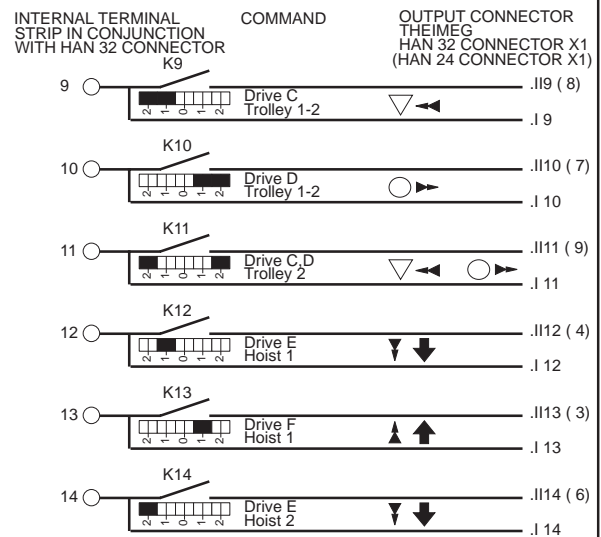 INTERNAL TERMINAL
STRIP IN CONJUNCTION
WITH HAN 32 CONNECTOR
COMMAND
OUTPUT CONNECTOR
THEIMEG
HAN 32 CONNECTOR X1
(HAN 24 CONNECTOR X1)
K9
9
.II9 ( 8)
Drive C
Trolley 1-2
2 1 0 1 2
.I 9
K10
10
.II10 ( 7)
Drive D
Trolley 1-2
2 1 0 1 2
.I 10
K11
11
.II11 ( 9)
Drive C,D
Trolley 2
2 1 0 1 2
.I 11
K12
12
.II12 ( 4)
Drive E
Hoist 1
2 1 0 1 2
.I 12
K13
13
.II13 ( 3)
Drive F
Hoist 1
2 1 0 1 2
.I 13
K14
14
.II14 ( 6)
Drive E
Hoist 2
2 1 0 1 2
.I 14